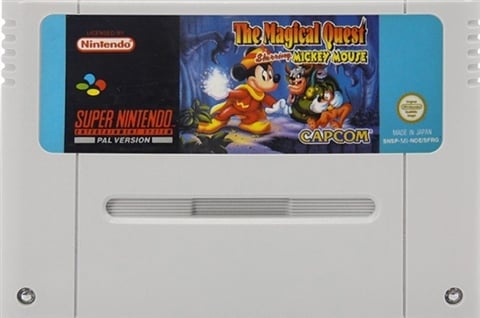 LICENSED BY
Nintendo
The Magical Quest
Starring MICKEY MOUSE
SUPER NINTENDO
ENTERTAINMENT SYSTEM
PAL VERSION
CAPCOM
MADE IN JAPAN